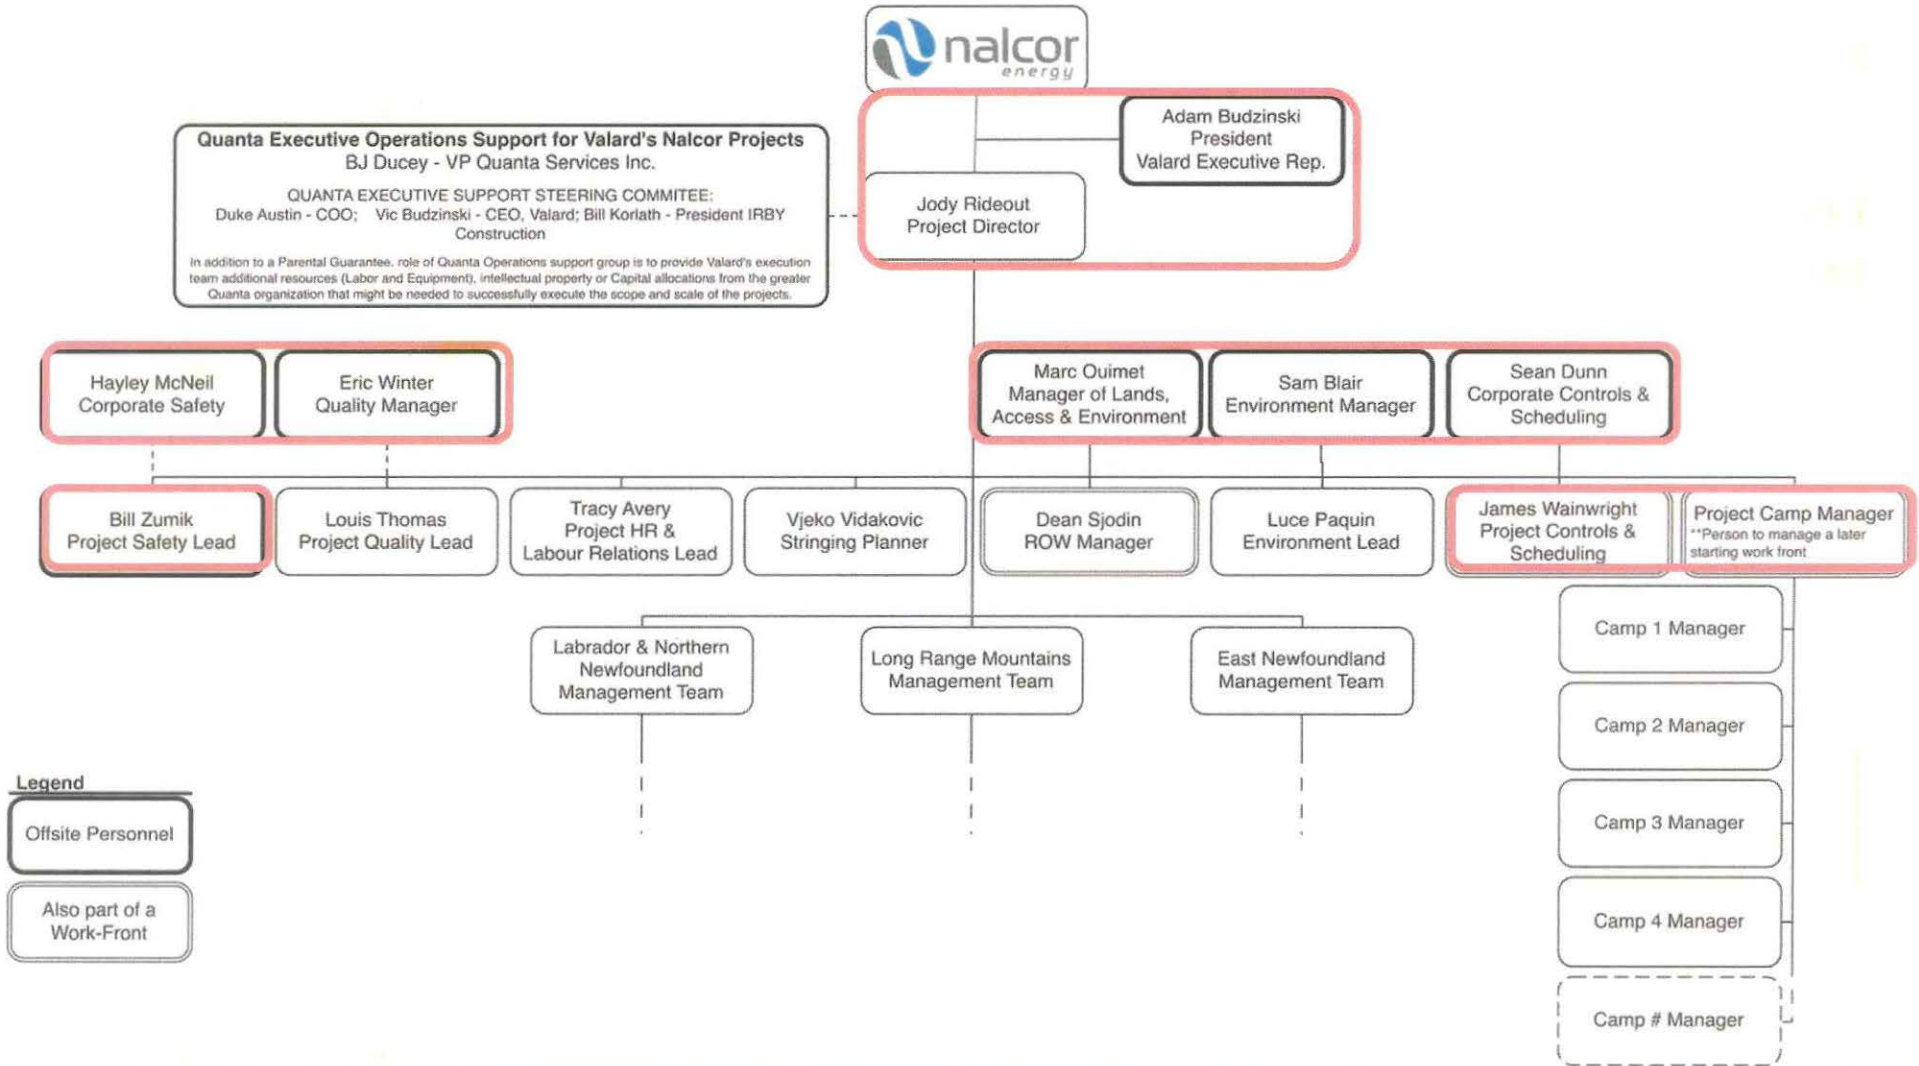 nalcor
energy
Adam Budzinski
President
Valard Executive Rep.
Quanta Executive Operations Support for Valard's Nalcor Projects
BJ Ducey - VP Quanta Services Inc.
QUANTA EXECUTIVE SUPPORT STEERING COMMITEE:
Duke Austin - COO; Vic Budzinski - CEO, Valard; Bill Korlath - President IRBY
Construction
In addition to a Parental Guarantee, role of Quanta Operations support group is to provide Valard's execution
team additional resources (Labor and Equipment), intellectual property or Capital allocations from the greater
Quanta organization that might be needed to successfully execute the scope and scale of the projects.
Jody Rideout
Project Director
Hayley McNeil
Corporate Safety
Eric Winter
Quality Manager
Marc Ouimet
Manager of Lands,
Access & Environment
Sam Blair
Environment Manager
Sean Dunn
Corporate Controls &
Scheduling
Bill Zumik
Project Safety Lead
Louis Thomas
Project Quality Lead
Tracy Avery
Project HR &
Labour Relations Lead
Vjeko Vidakovic
Stringing Planner
Dean Sjodin
ROW Manager
Luce Paquin
Environment Lead
James Wainwright
Project Controls &
Scheduling
Project Camp Manager
**Person to manage a later
starting work front
Labrador & Northern
Newfoundland
Management Team
Long Range Mountains
Management Team
East Newfoundland
Management Team
Camp 1 Manager
Camp 2 Manager
Camp 3 Manager
Camp 4 Manager
Camp # Manager
Legend
Offsite Personnel
Also part of a
Work-Front